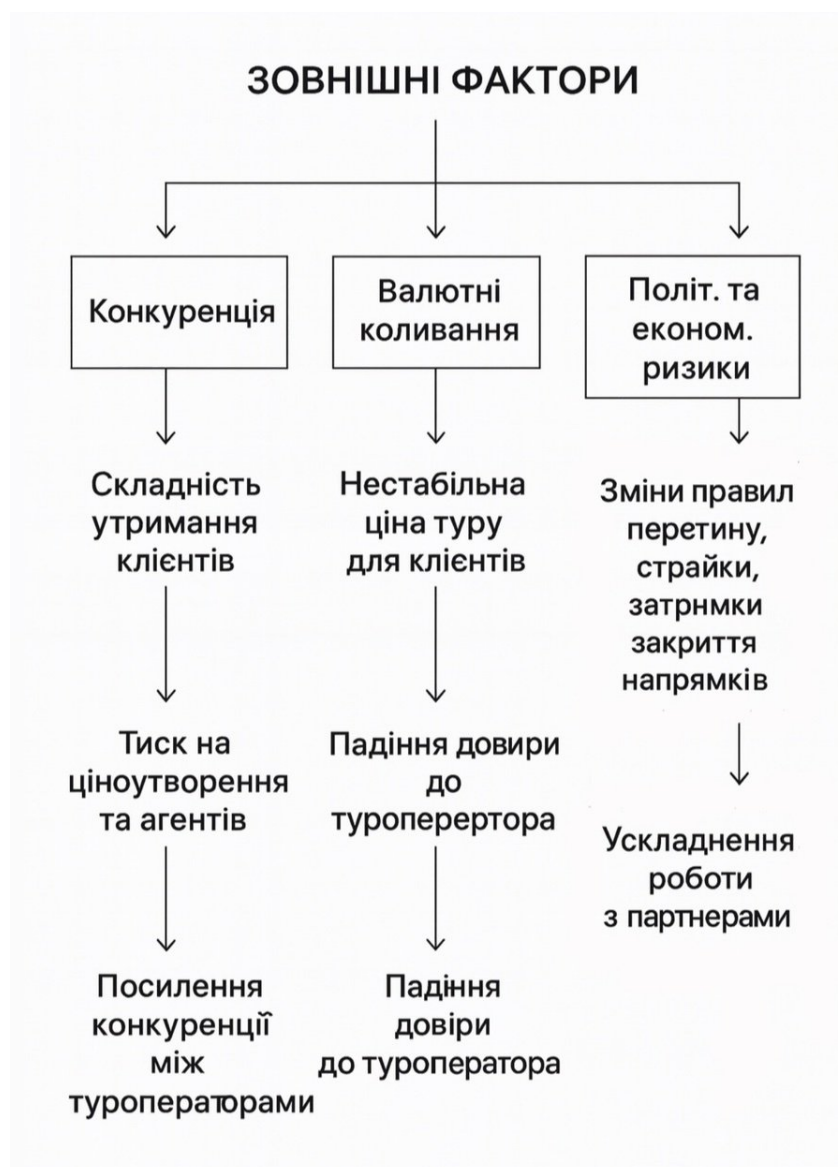 ЗОВНІШНІ ФАКТОРИ
Конкуренція
Складність
утримання
клієнтів
Тиск на
ціноутворення
та агентів
Посилення
конкуренції
між
туроператорами
Валютні
коливання
Нестабільна
ціна туру
для клієнтів
Падіння довири
до
туроперертора
Падіння
довіри
до туроператора
Політ. та
економ.
ризики
Зміни правил
перетину,
страйки,
затрнмки
закриття
напрямків
Ускладнення
роботи
з партнерами